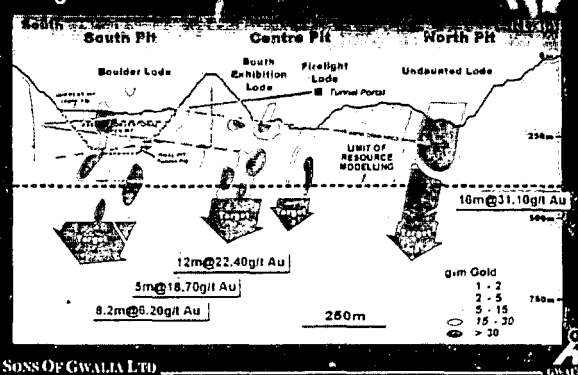 South
South Pit Centre Pit North Pit
Boulder Lode
South Exhibition Lode
Firelight Lode
Tunnel Portal
Undaunted Lode
LIMIT OF RESOURCE MODELLING
250m
500m
750m
16m@31.10g/t Au
12m@22.40g/t Au
5m@18.70g/t Au
8.2m@6.20g/t Au
250m
g/m Gold
1 - 2
2 - 5
5 - 15
15 - 30
> 30
SONS OF GWALIA LTD